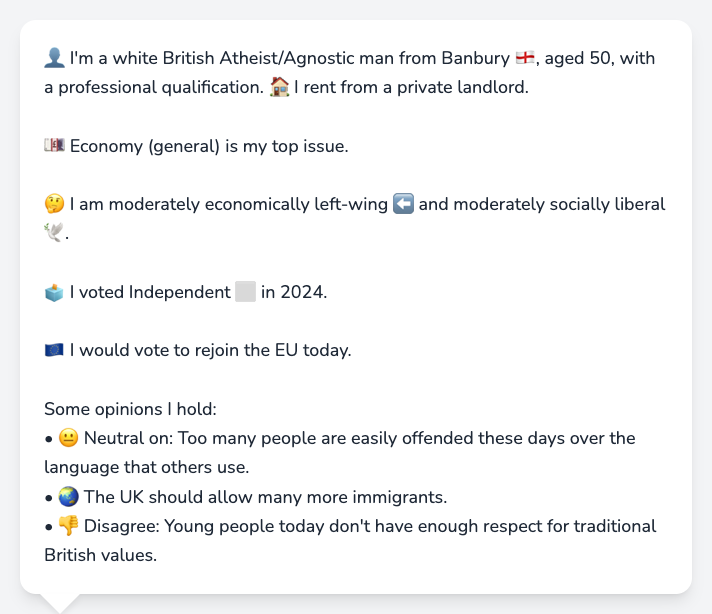 👤 I'm a white British Atheist/Agnostic man from Banbury 🏴󠁧󠁢󠁥󠁮󠁧󠁿, aged 50, with
a professional qualification. 🏠 I rent from a private landlord.
💷 Economy (general) is my top issue.
🤔 I am moderately economically left-wing ⬅️ and moderately socially liberal
🕊️.
🗳️ I voted Independent ⬜ in 2024.
🇪🇺 I would vote to rejoin the EU today.
Some opinions I hold:
• 😐 Neutral on: Too many people are easily offended these days over the
language that others use.
• 🌏 The UK should allow many more immigrants.
• 👎 Disagree: Young people today don't have enough respect for traditional
British values.